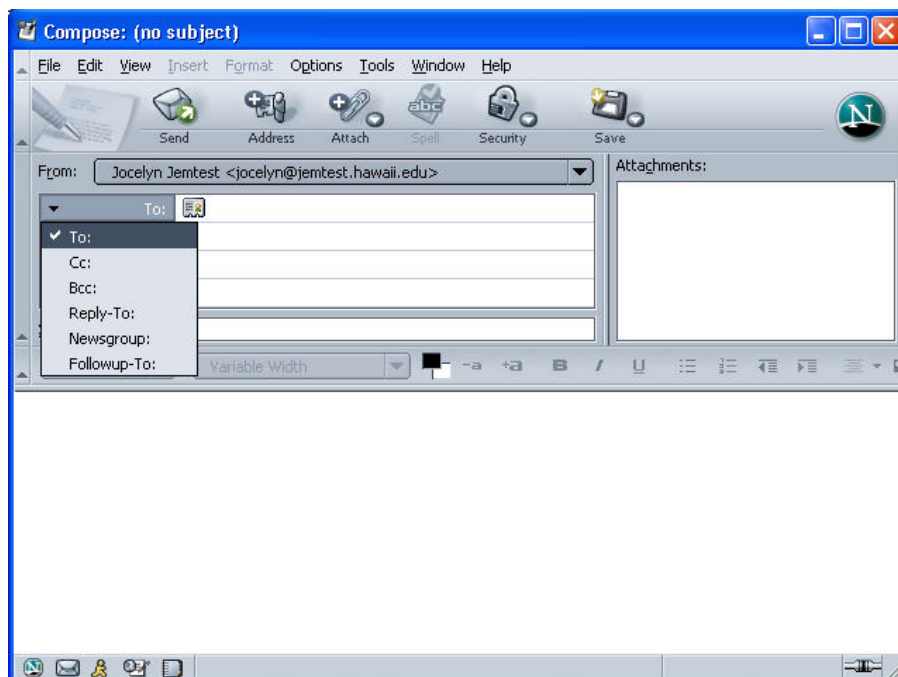 Compose: (no subject)
File Edit View Insert Format Options Tools Window Help
Send Address Attach Spell Security Save
N
From: Jocelyn Jemtest <jocelyn@jemtest.hawaii.edu> Attachments:
To:
To:
Cc:
Bcc:
Reply-To:
Newsgroup:
Followup-To:
Variable Width -a +a B I U